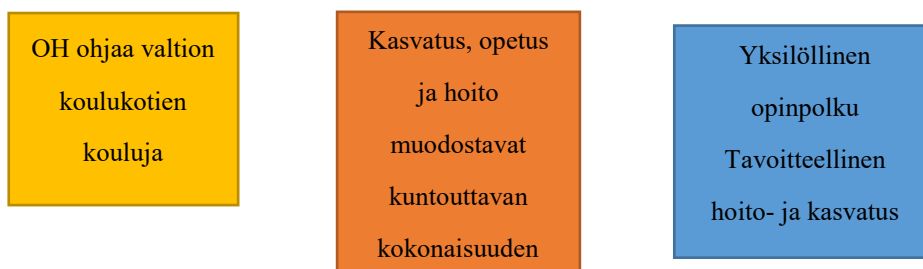 OH ohjaa valtion
koulukotien
kouluja
Kasvatus, opetus
ja hoito
muodostavat
kuntouttavan
kokonaisuuden
Yksilöllinen
opinpolku
Tavoitteellinen
hoito- ja kasvatus